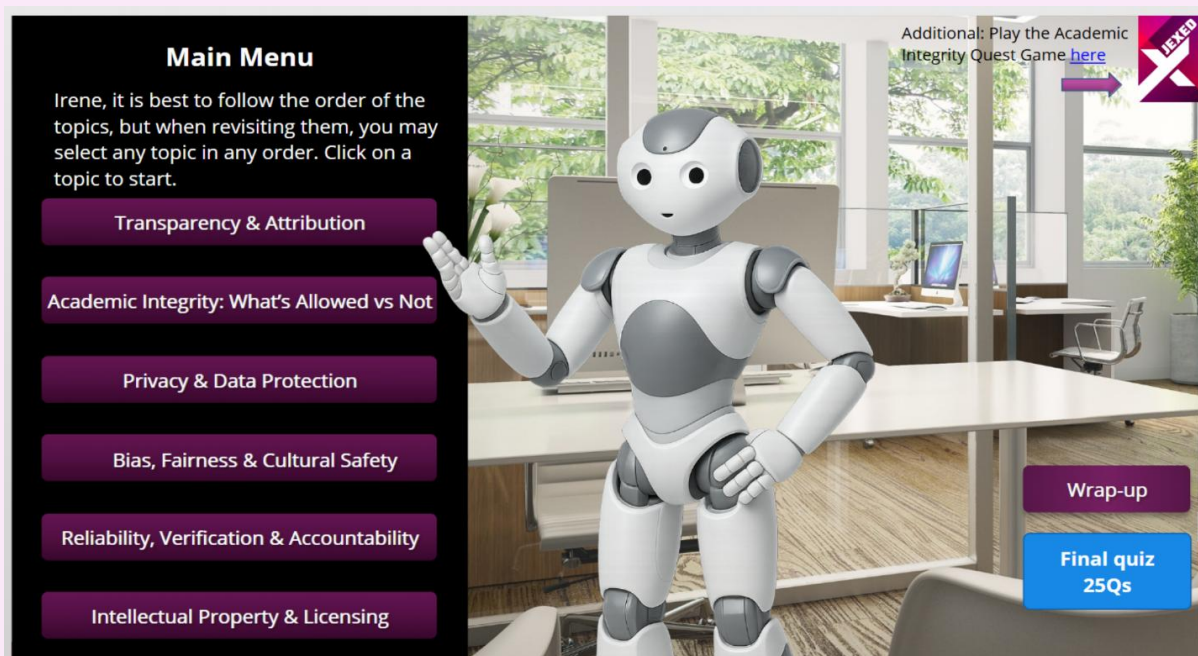 Main Menu
Irene, it is best to follow the order of the
topics, but when revisiting them, you may
select any topic in any order. Click on a
topic to start.
Transparency & Attribution
Academic Integrity: What's Allowed vs Not
Privacy & Data Protection
Bias, Fairness & Cultural Safety
Reliability, Verification & Accountability
Intellectual Property & Licensing
Additional: Play the Academic
Integrity Quest Game here
JEXED
X
Wrap-up
Final quiz
25Qs